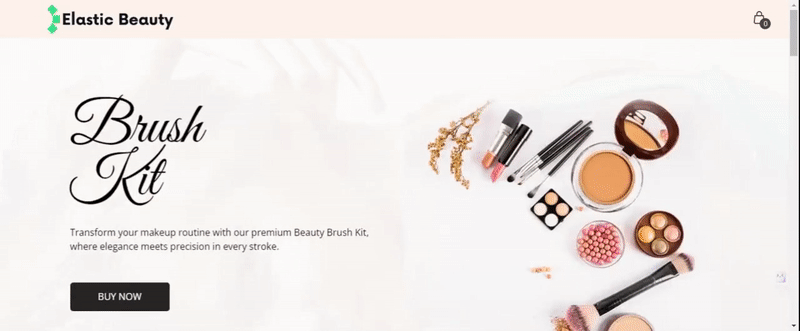 Elastic Beauty
0
Brush
Kit
Transform your makeup routine with our premium Beauty Brush Kit,
where elegance meets precision in every stroke.
BUY NOW